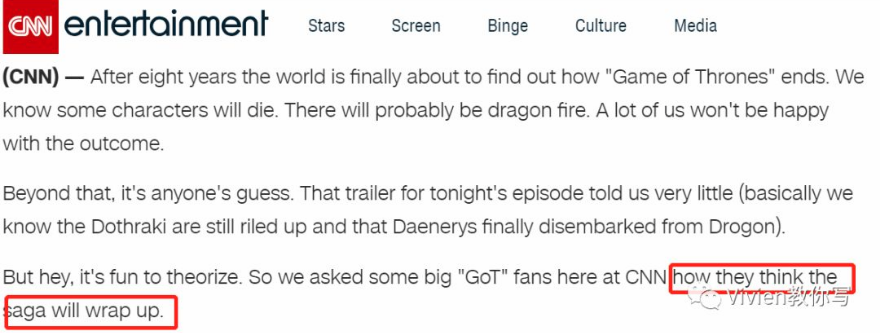 CNN entertainment Stars Screen Binge Culture Media
(CNN) — After eight years the world is finally about to find out how "Game of Thrones" ends. We
know some characters will die. There will probably be dragon fire. A lot of us won't be happy
with the outcome.
Beyond that, it's anyone's guess. That trailer for tonight's episode told us very little (basically we
know the Dothraki are still riled up and that Daenerys finally disembarked from Drogon).
But hey, it's fun to theorize. So we asked some big "GoT" fans here at CNN how they think the
Vivien教你写
saga will wrap up.